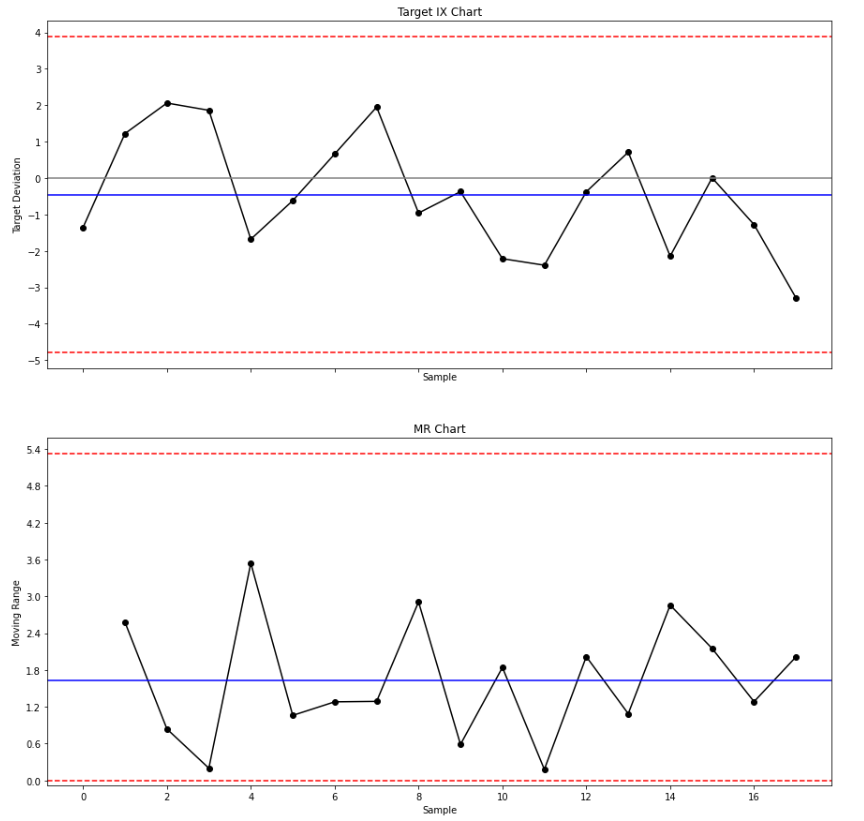 Target IX Chart
4
3
2
1
0
−1
−2
−3
−4
−5
Target Deviation
Sample
MR Chart
5.4
4.8
4.2
3.6
3.0
2.4
1.8
1.2
0.6
0.0
Moving Range
0 2 4 6 8 10 12 14 16
Sample